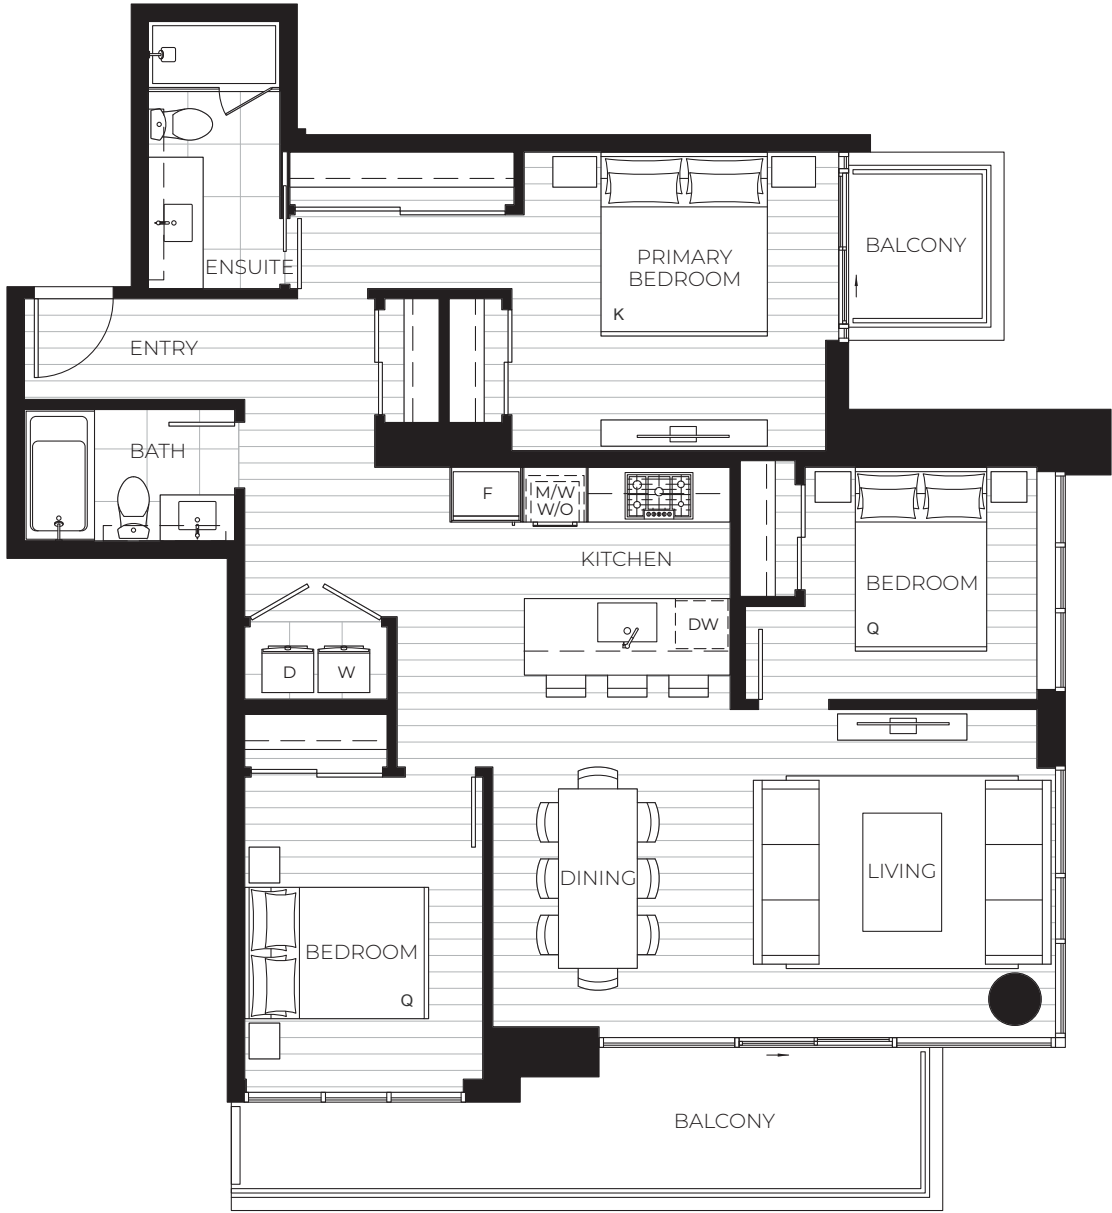 BALCONY
PRIMARY
BEDROOM
ENSUITE
K
ENTRY
BATH
F
M/W
W/O
KITCHEN
BEDROOM
DW
Q
D
W
DINING
LIVING
BEDROOM
Q
BALCONY